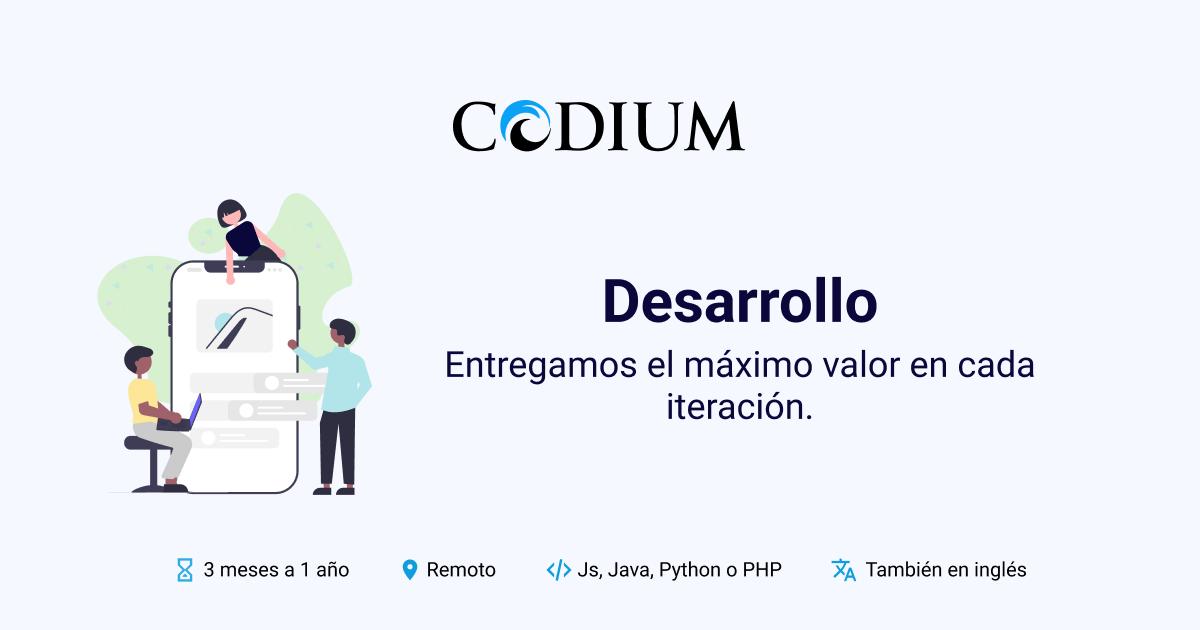 CODIUM
Desarrollo
Entregamos el máximo valor en cada
iteración.
3 meses a 1 año
Remoto
Js, Java, Python o PHP
También en inglés